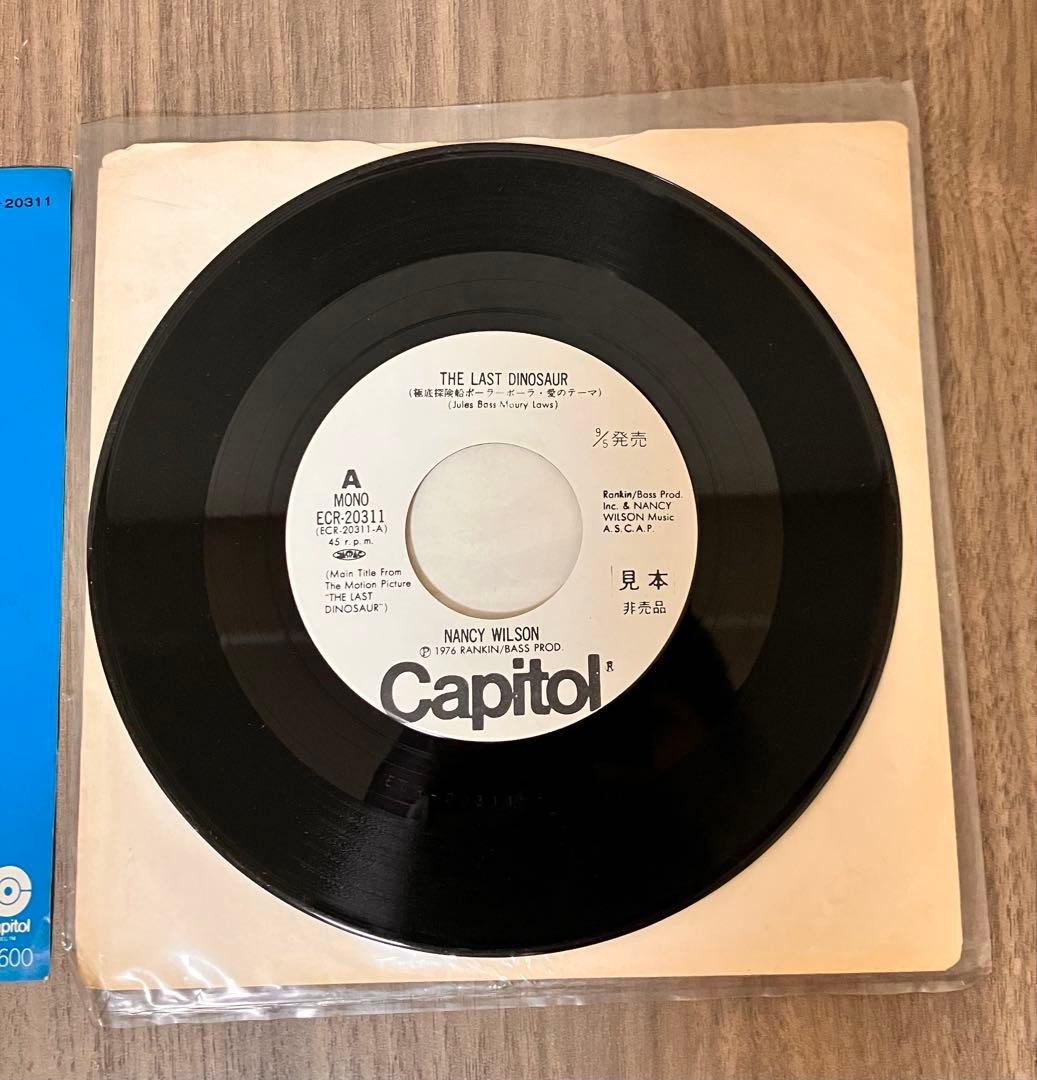 -20311
THE LAST DINOSAUR
(極底探険船ポーラーボーラ・愛のテーマ)
(Jules Bass Maury Laws)
9/5発売
A
MONO
ECR-20311
(ECR-20311-A)
45 r.p.m.
(Main Title From
The Motion Picture
"THE LAST
DINOSAUR")
Rankin/Bass Prod.
Inc. & NANCY
WILSON Music
A.S.C.A.P.
見本
非売品
NANCY WILSON
Ⓟ 1976 RANKIN/BASS PROD.
Capitol®
20311
pitol
600